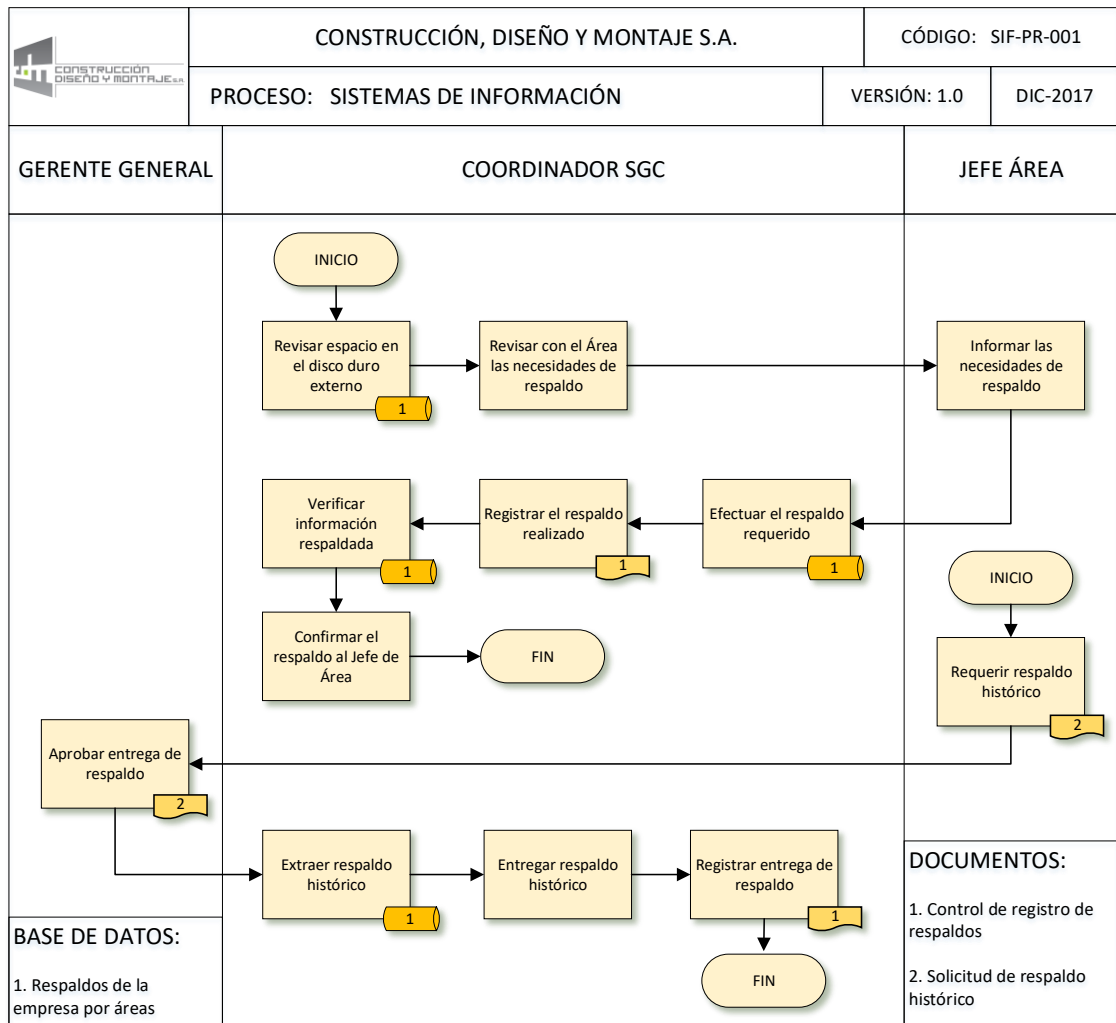 CONSTRUCCIÓN
DISEÑO Y MONTAJE S.A.
CONSTRUCCIÓN, DISEÑO Y MONTAJE S.A.
CÓDIGO: SIF-PR-001
PROCESO: SISTEMAS DE INFORMACIÓN
VERSIÓN: 1.0
DIC-2017
GERENTE GENERAL
COORDINADOR SGC
JEFE ÁREA
INICIO
Revisar espacio en
el disco duro
externo
1
Revisar con el Área
las necesidades de
respaldo
Informar las
necesidades de
respaldo
Verificar
información
respaldada
1
Registrar el respaldo
realizado
1
Efectuar el respaldo
requerido
1
INICIO
Confirmar el
respaldo al Jefe de
Área
FIN
Requerir respaldo
histórico
2
Aprobar entrega de
respaldo
2
Extraer respaldo
histórico
1
Entregar respaldo
histórico
Registrar entrega de
respaldo
1
FIN
BASE DE DATOS:
1. Respaldos de la
empresa por áreas
DOCUMENTOS:
1. Control de registro de
respaldos
2. Solicitud de respaldo
histórico